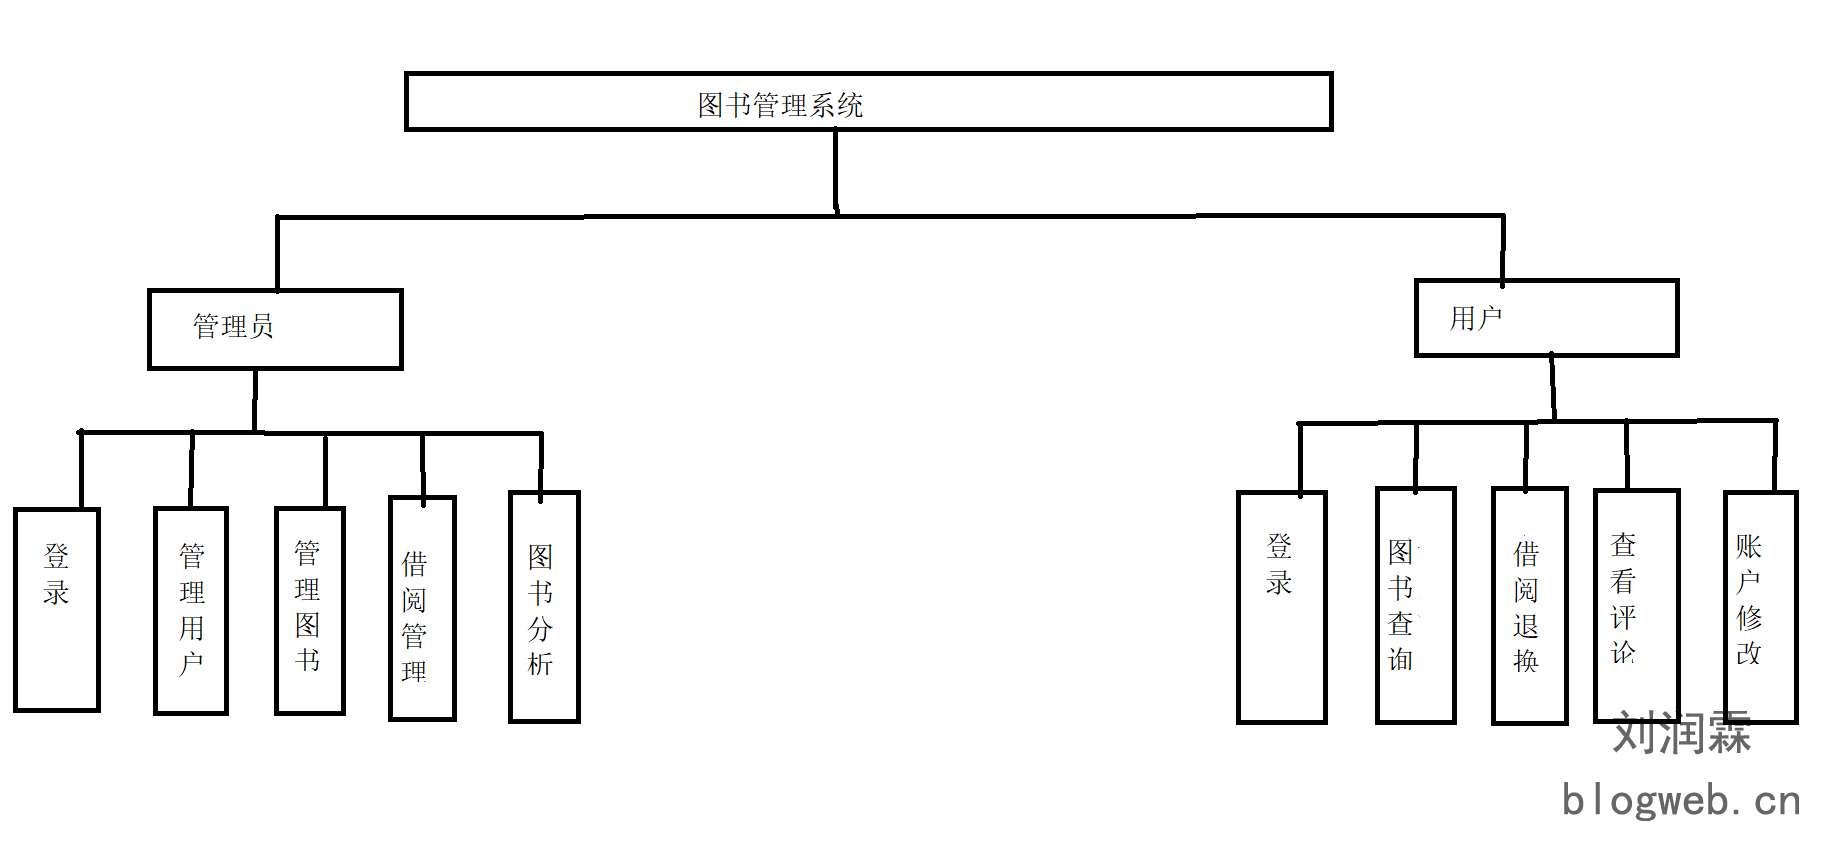 图书管理系统
管理员
用户
登录
管理用户
管理图书
借阅管理
图书分析
登录
图书查询
借阅退换
查看评论
账户修改
刘润霖
blogweb.cn